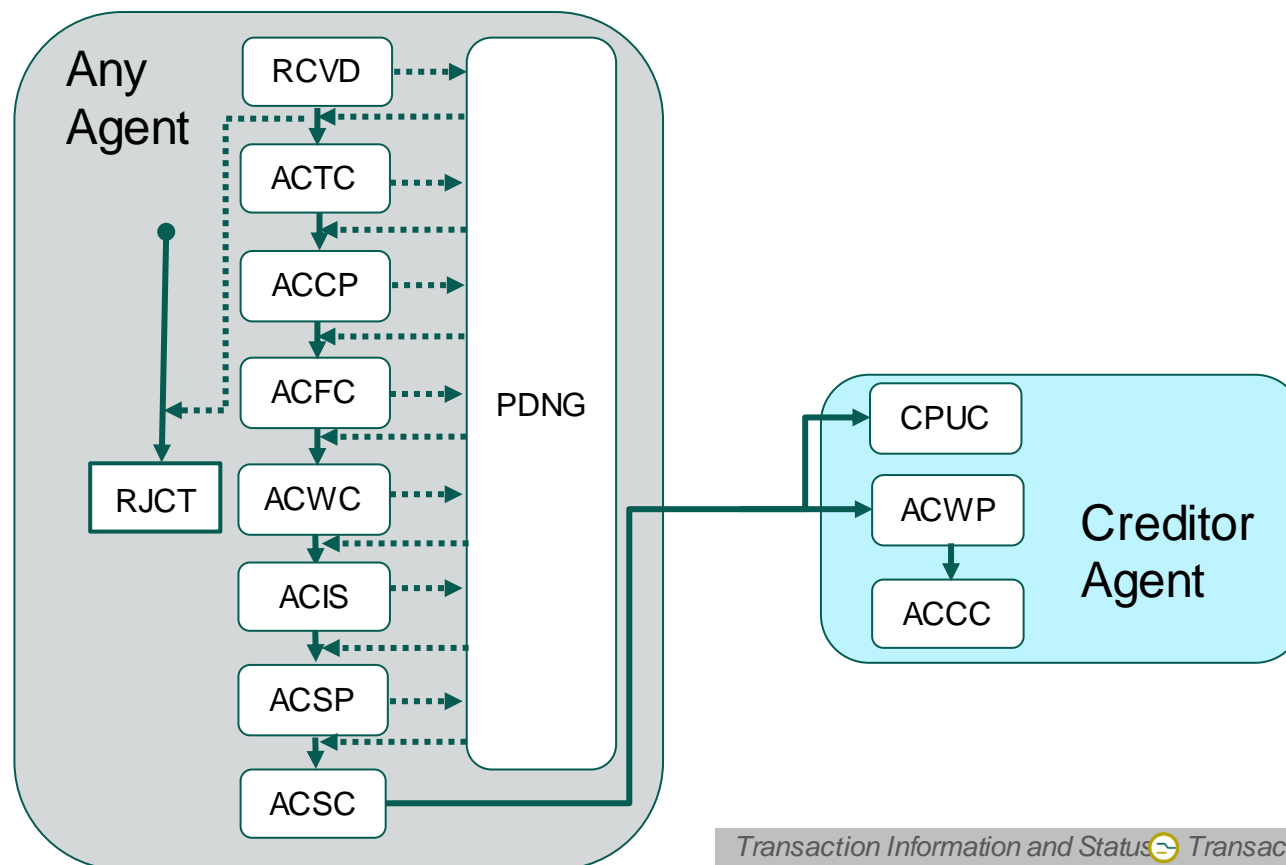 Any
Agent
RCVD
ACTC
ACCP
ACFC
PDNG
RJCT
ACWC
ACIS
ACSP
ACSC
CPUC
ACWP
ACCC
Creditor
Agent
Transaction Information and Status Transac